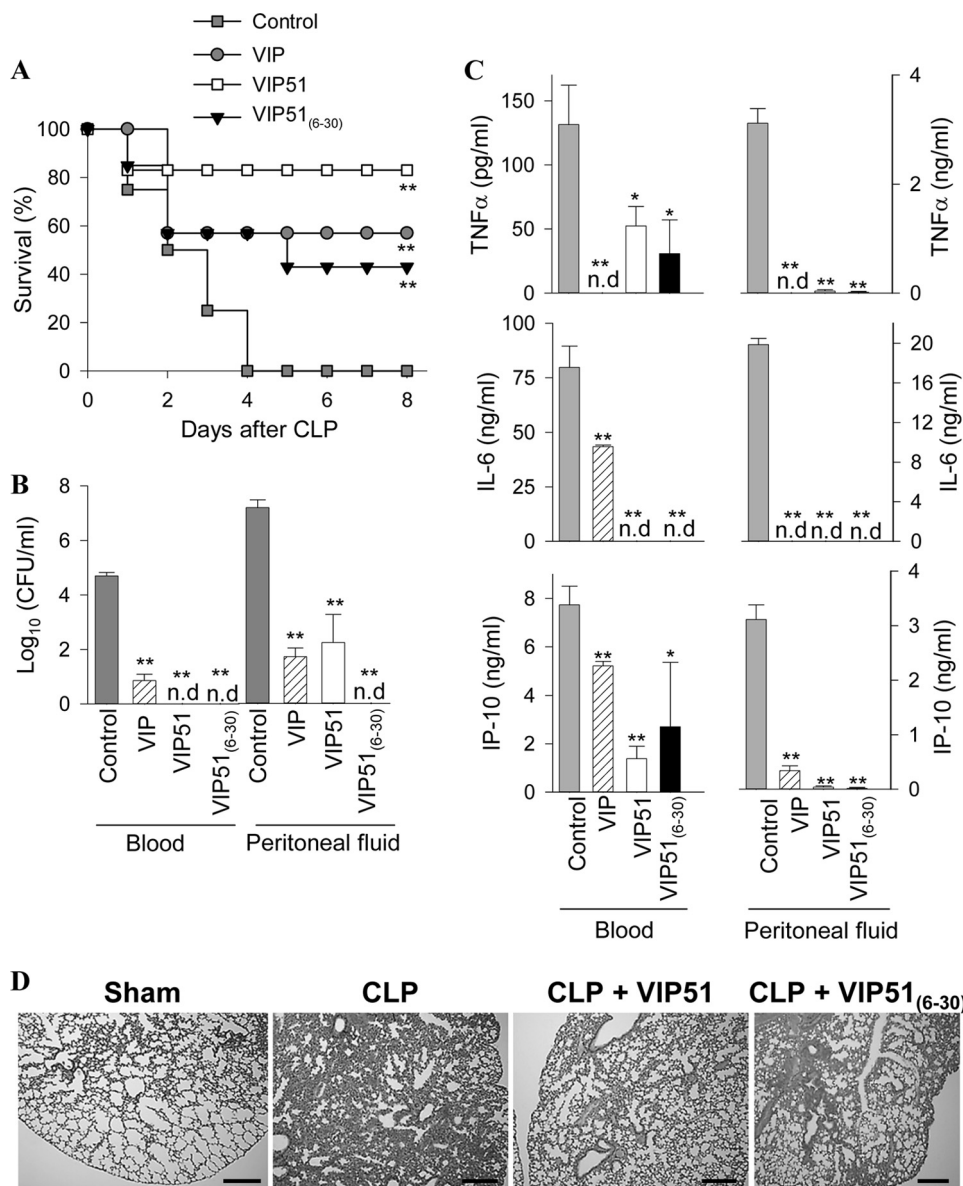 A
Control
VIP
VIP51
VIP51(6-30)
100
80
60
40
20
0
Survival (%)
**
**
**
0 2 4 6 8
Days after CLP
B
8
6
4
2
0
Log10 (CFU/ml)
** ** **
n.d n.d
** ** **
n.d
Control VIP VIP51 VIP51(6-30) Control VIP VIP51 VIP51(6-30)
Blood Peritoneal fluid
C
150
100
50
0
TNFα (pg/ml)
** * *
n.d
** ** **
n.d
4
2
0
TNFα (ng/ml)
100
75
50
25
0
IL-6 (ng/ml)
** ** **
n.d n.d
** ** **
n.d n.d n.d
20
16
12
8
4
0
IL-6 (ng/ml)
8
6
4
2
0
IP-10 (ng/ml)
** ** *
** ** **
4
3
2
1
0
IP-10 (ng/ml)
Control VIP VIP51 VIP51(6-30) Control VIP VIP51 VIP51(6-30)
Blood Peritoneal fluid
D
Sham CLP CLP + VIP51 CLP + VIP51(6-30)